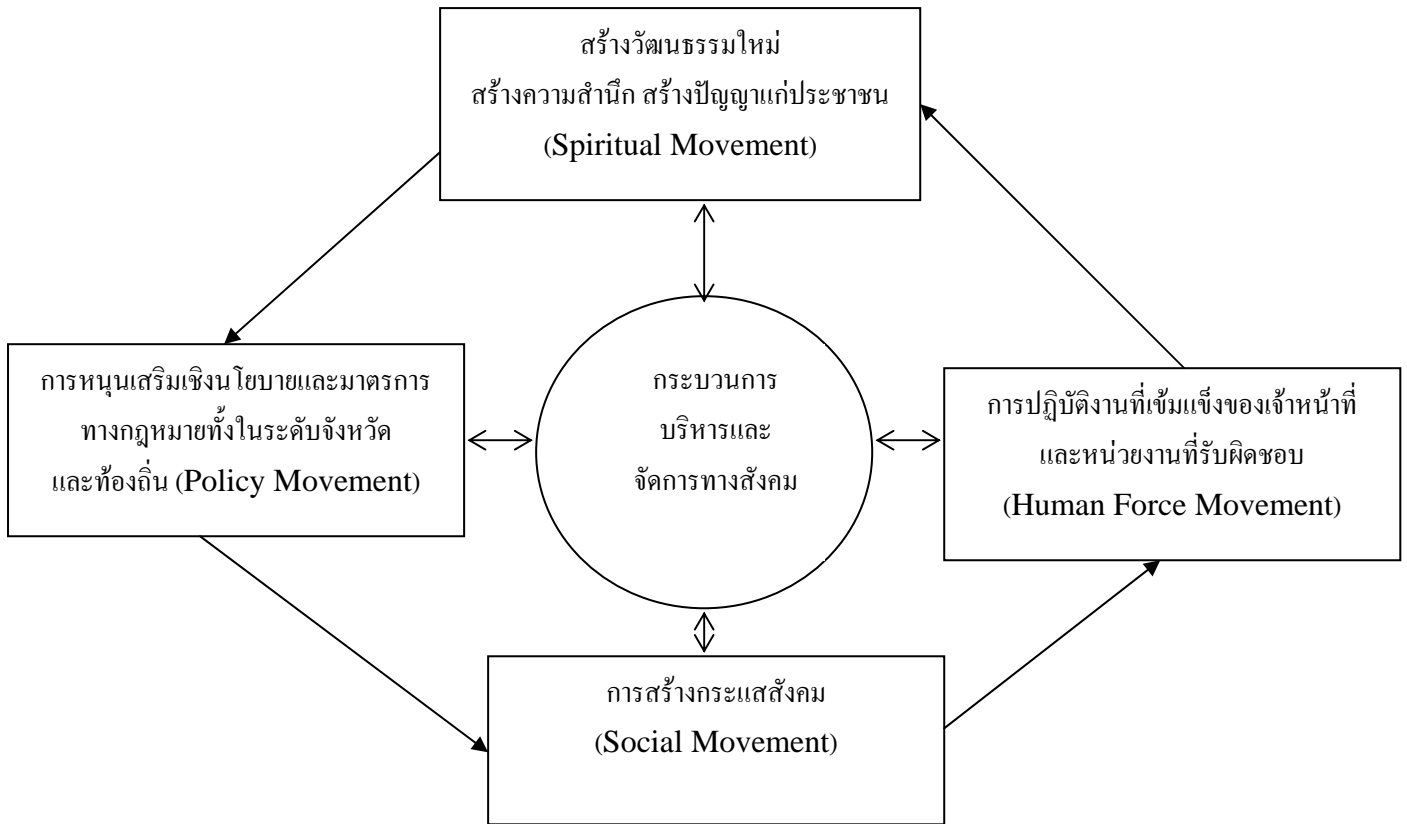 สร้างวัฒนธรรมใหม่
สร้างความสำนึก สร้างปัญญาแก่ประชาชน
(Spiritual Movement)
การหนุนเสริมเชิงนโยบายและมาตรการ
ทางกฎหมายทั้งในระดับจังหวัด
และท้องถิ่น (Policy Movement)
กระบวนการ
บริหารและ
จัดการทางสังคม
การปฏิบัติงานที่เข้มแข็งของเจ้าหน้าที่
และหน่วยงานที่รับผิดชอบ
(Human Force Movement)
การสร้างกระแสสังคม
(Social Movement)